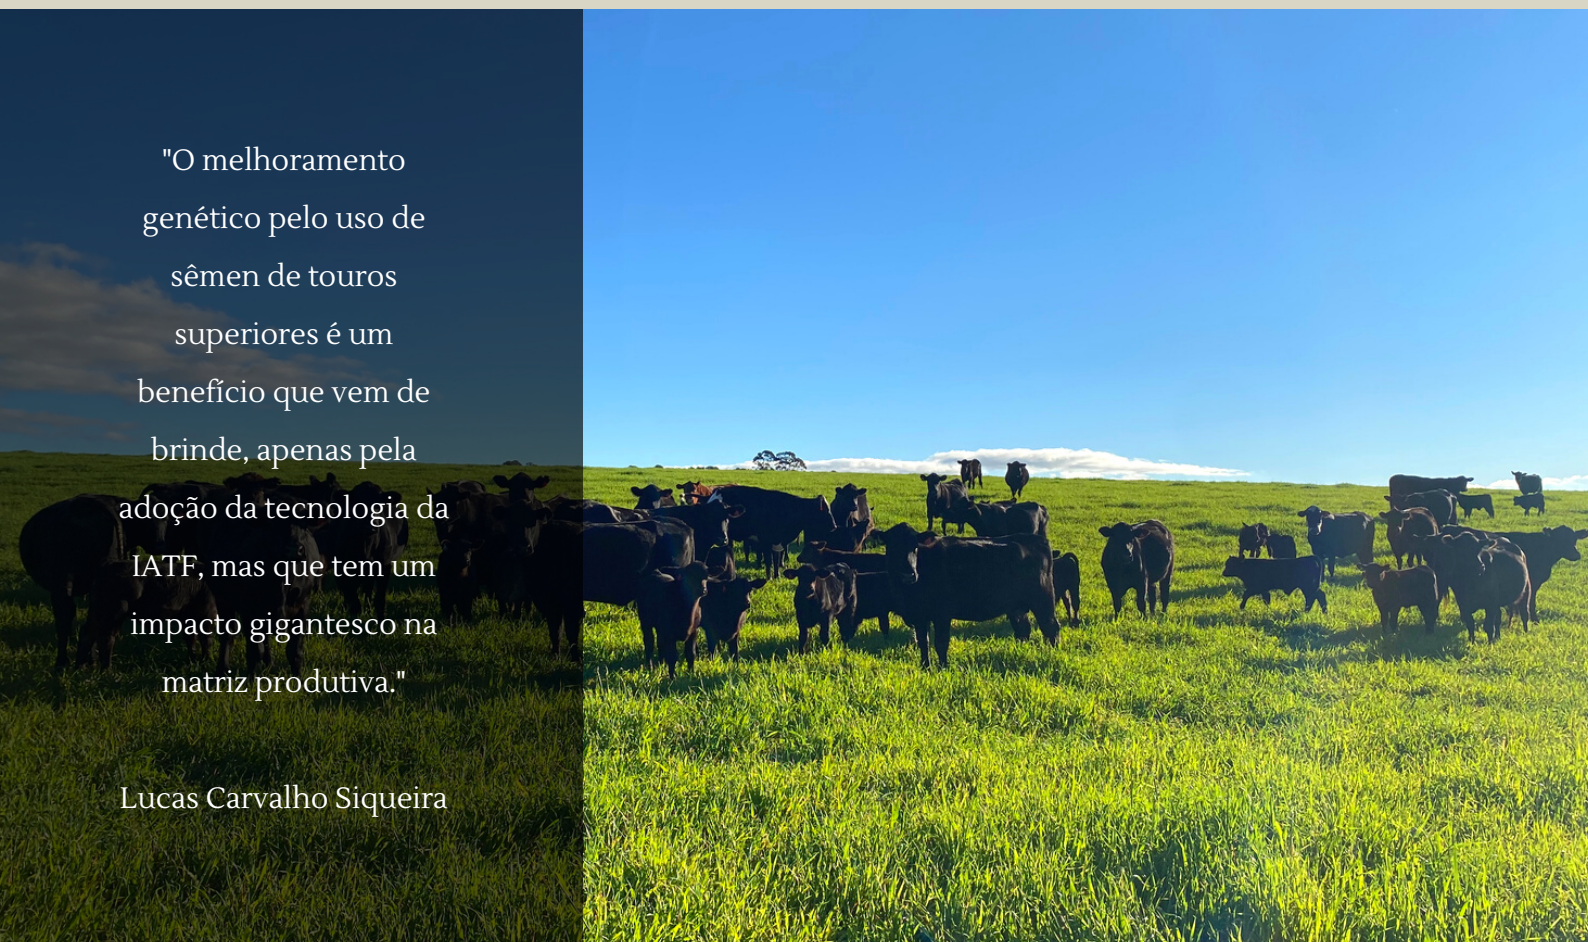 "O melhoramento
genético pelo uso de
sêmen de touros
superiores é um
benefício que vem de
brinde, apenas pela
adoção da tecnologia da
IATF, mas que tem um
impacto gigantesco na
matriz produtiva."
Lucas Carvalho Siqueira